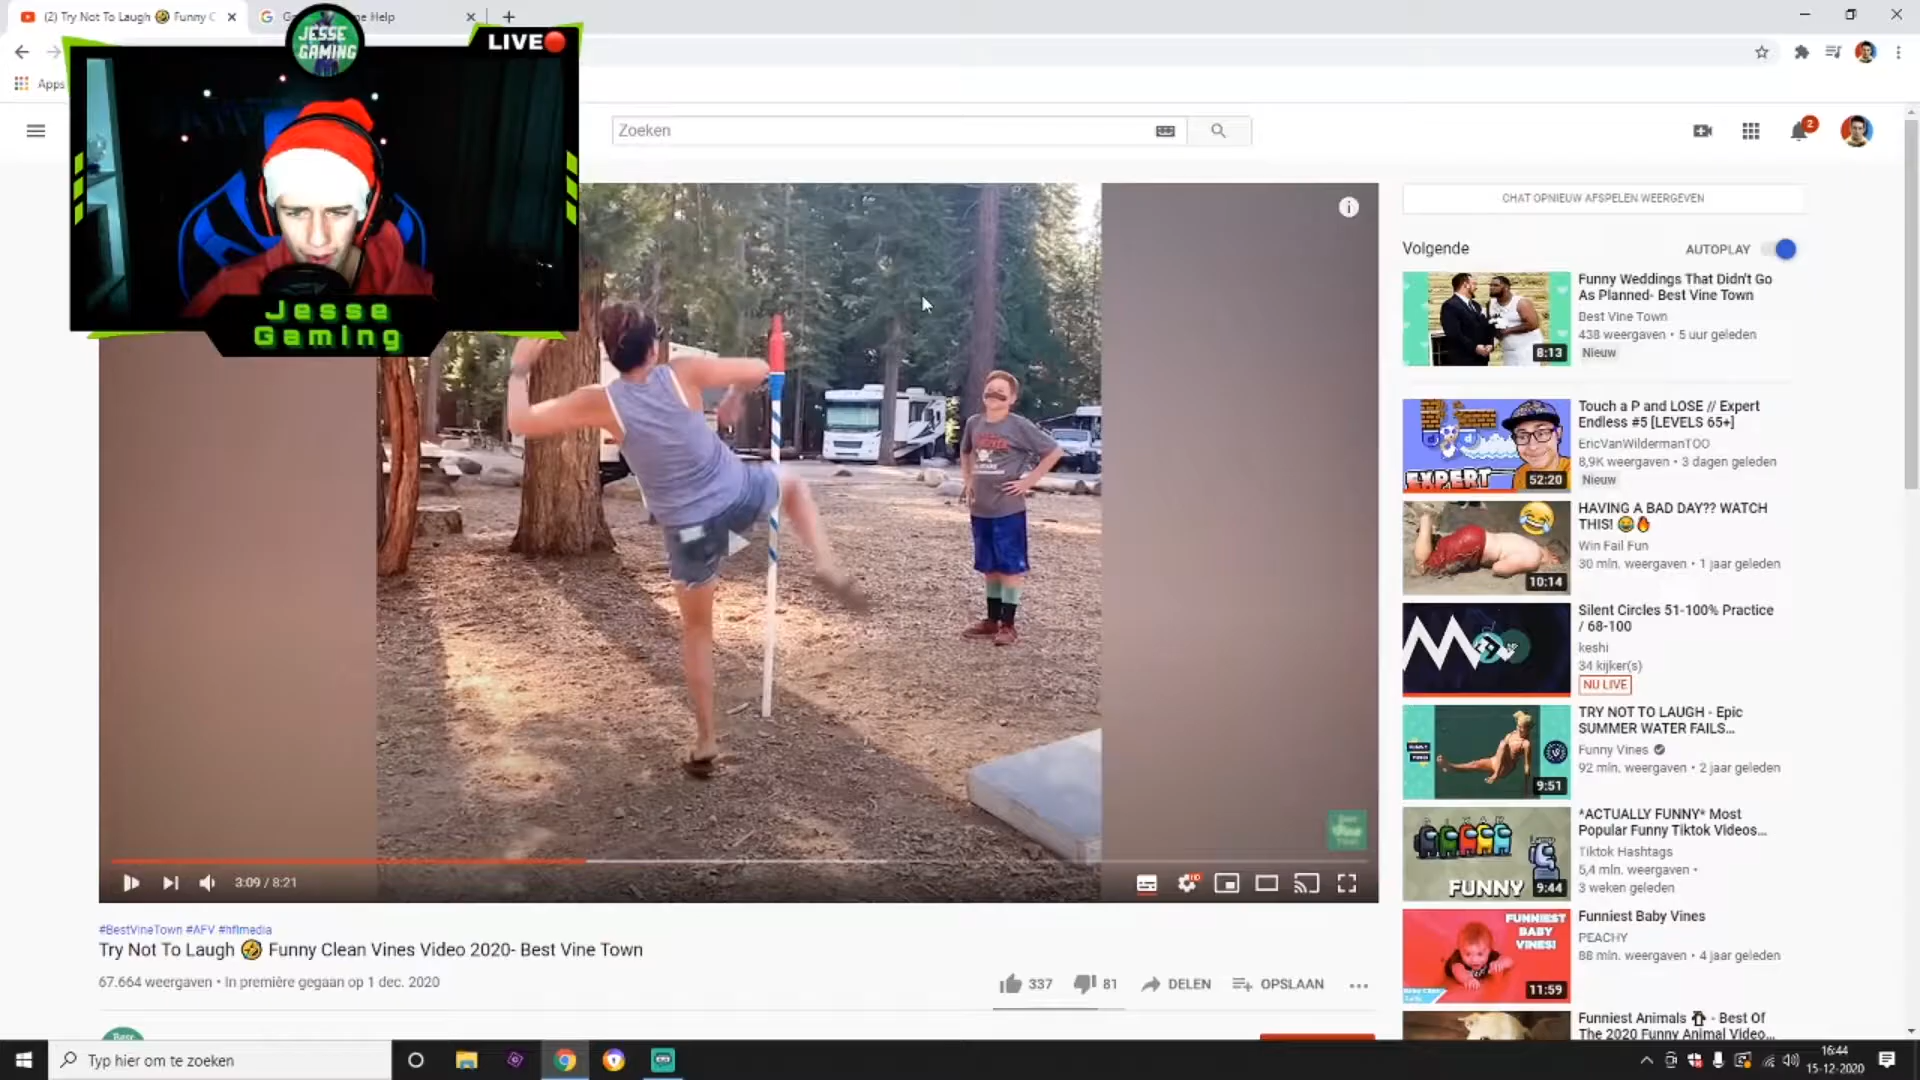 (2) Try Not To Laugh 🤣 Funny C
me Help
JESSE
GAMING
LIVE
Apps
Jesse
Gaming
Zoeken
2
CHAT OPNIEUW AFSPELEN WEERGEVEN
Volgende
AUTOPLAY
Funny Weddings That Didn't Go
As Planned- Best Vine Town
Best Vine Town
438 weergaven • 5 uur geleden
Nieuw
8:13
Touch a P and LOSE // Expert
Endless #5 [LEVELS 65+]
EricVanWildermanTOO
8,9K weergaven • 3 dagen geleden
Nieuw
EXPERT
52:20
HAVING A BAD DAY?? WATCH
THIS! 😂🔥
Win Fail Fun
30 mln. weergaven • 1 jaar geleden
10:14
Silent Circles 51-100% Practice
/ 68-100
keshi
34 kijker(s)
NU LIVE
TRY NOT TO LAUGH - Epic
SUMMER WATER FAILS...
Funny Vines
92 mln. weergaven • 2 jaar geleden
9:51
*ACTUALLY FUNNY* Most
Popular Funny Tiktok Videos...
Tiktok Hashtags
5,4 mln. weergaven •
3 weken geleden
FUNNY
9:44
Funniest Baby Vines
PEACHY
88 mln. weergaven • 4 jaar geleden
FUNNIEST
BABY
VINES!
11:59
Funniest Animals 🐧 - Best Of
The 2020 Funny Animal Video...
3:09 / 8:21
HD
#BestVineTown #AFV #hflmedia
Try Not To Laugh 🤣 Funny Clean Vines Video 2020- Best Vine Town
67.664 weergaven • In première gegaan op 1 dec. 2020
337
81
DELEN
OPSLAAN
Typ hier om te zoeken
16:44
15-12-2020